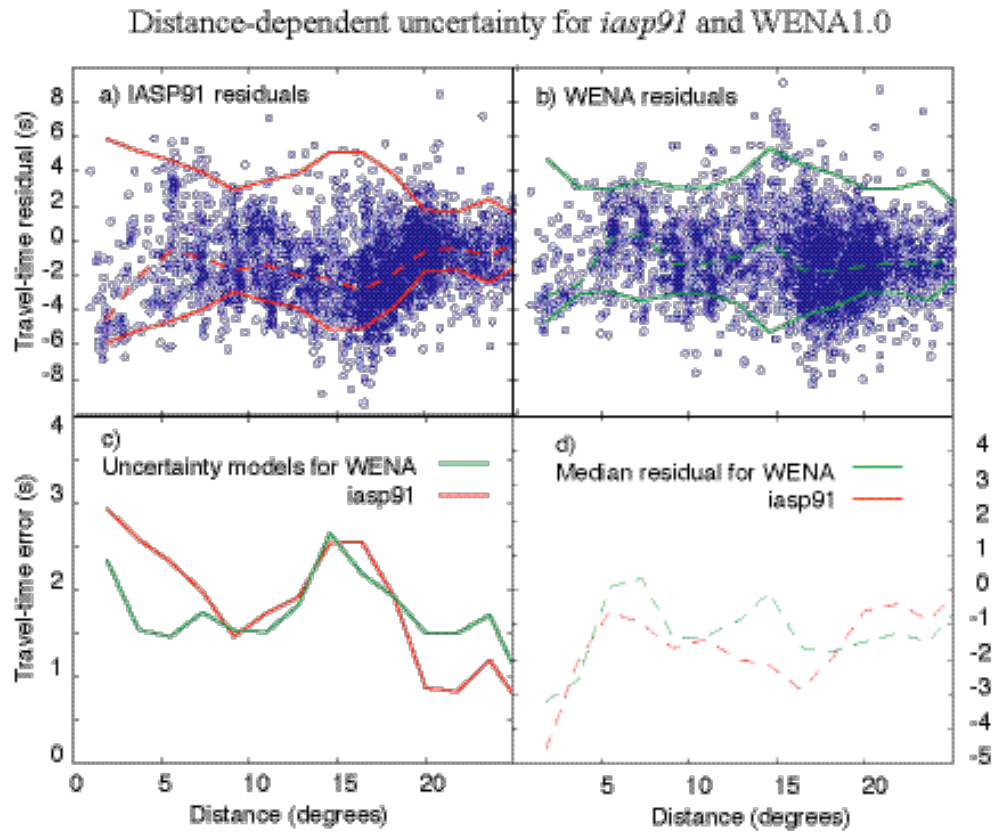 Distance-dependent uncertainty for iasp91 and WENA1.0
a) IASP91 residuals
b) WENA residuals
Travel-time residual (s)
8
6
4
2
0
-2
-4
-6
-8
c)
Uncertainty models for WENA
iasp91
d)
Median residual for WENA
iasp91
Travel-time error (s)
4
3
2
1
0
4
3
2
1
0
-1
-2
-3
-4
-5
0 5 10 15 20
5 10 15 20
Distance (degrees)
Distance (degrees)